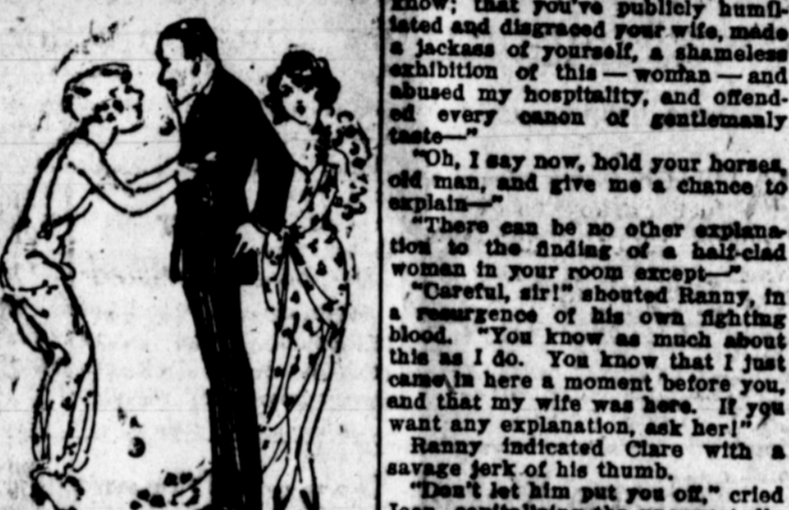 know; that you've publicly humil-
iated and disgraced your wife, made
a jackass of yourself, a shameless
exhibition of this — woman — and
abused my hospitality, and offend-
ed every canon of gentlemanly
taste—"
"Oh, I say now, hold your horses,
old man, and give me a chance to
explain—"
"There can be no other explana-
tion to the finding of a half-clad
woman in your room except—"
"Careful, sir!" shouted Ranny, in
a resurgence of his own fighting
blood. "You know as much about
this as I do. You know that I just
came in here a moment before you,
and that my wife was here. If you
want any explanation, ask her!"
Ranny indicated Clare with a
savage jerk of his thumb.
"Don't let him put you off," cried